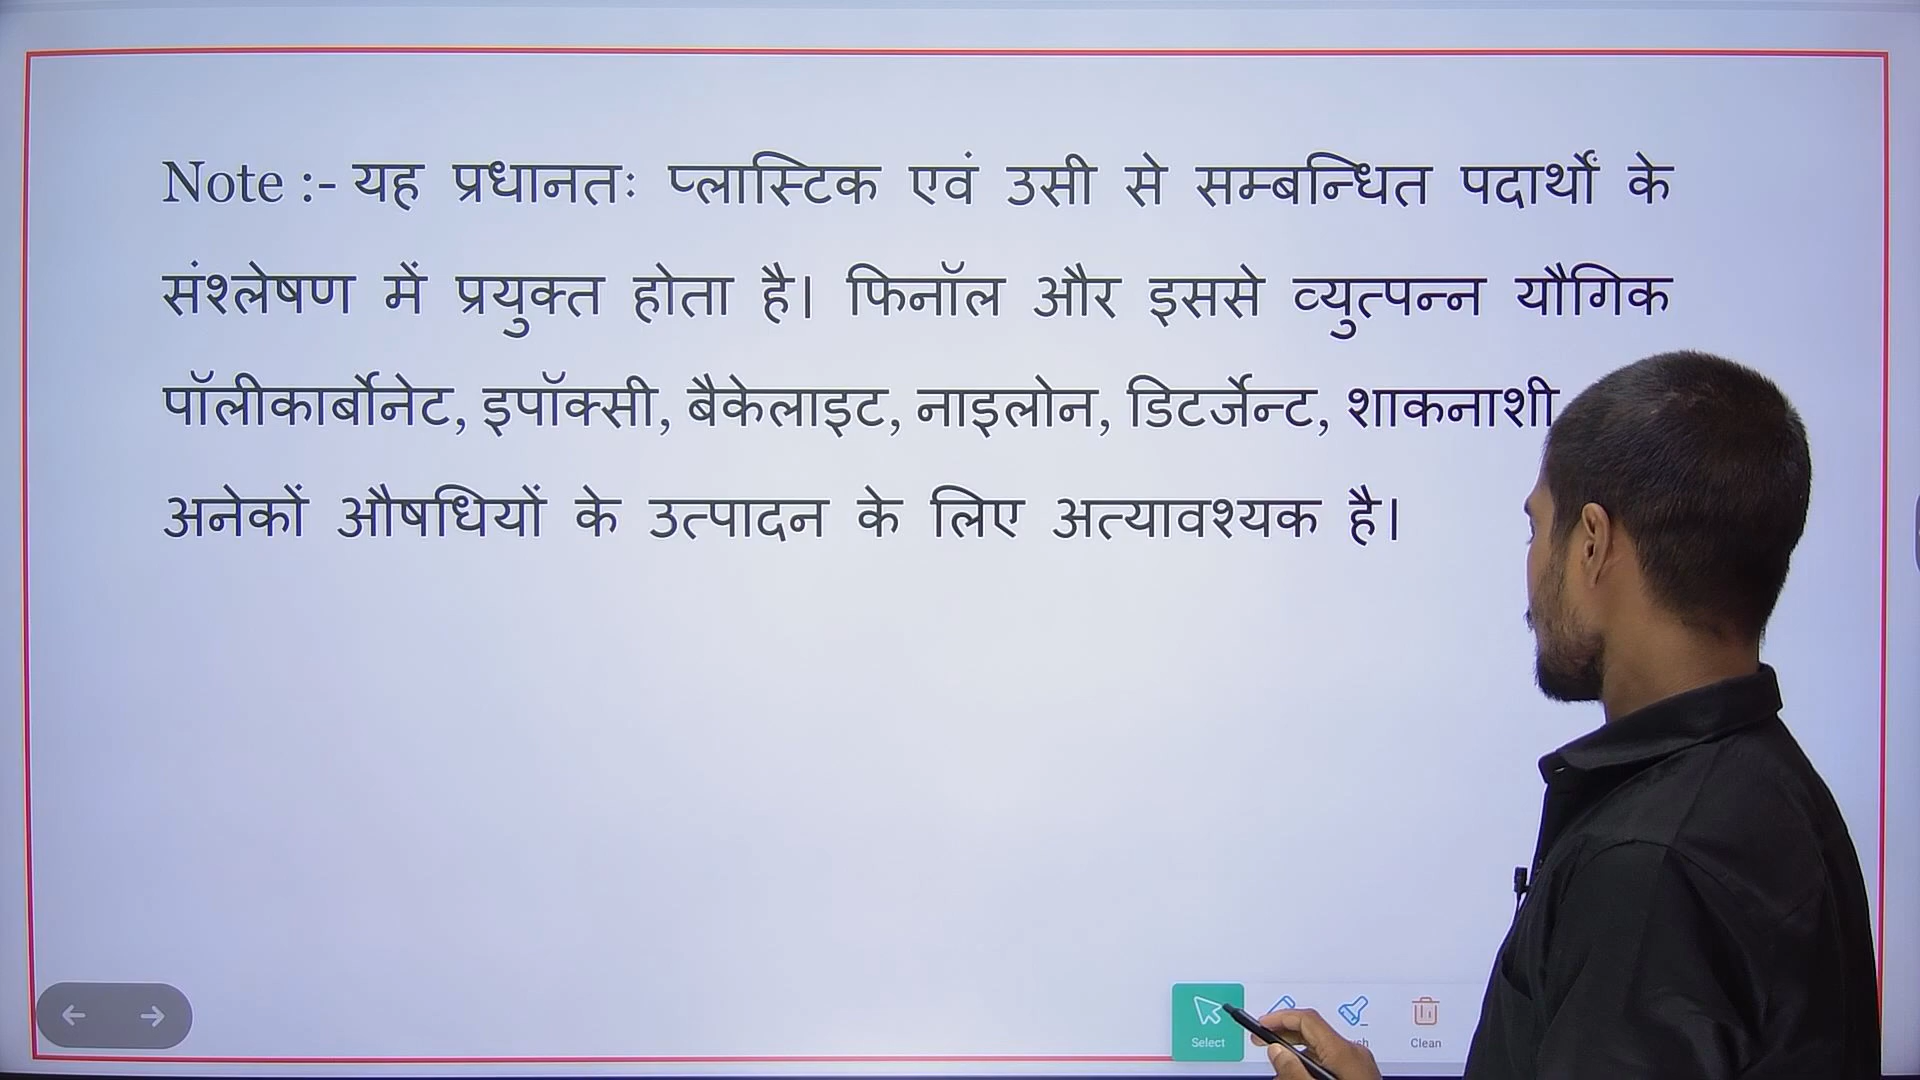 Note :- यह प्रधानतः प्लास्टिक एवं उसी से सम्बन्धित पदार्थों के
संश्लेषण में प्रयुक्त होता है। फिनॉल और इससे व्युत्पन्न यौगिक
पॉलीकार्बोनेट, इपॉक्सी, बैकेलाइट, नाइलोन, डिटर्जेन्ट, शाकनाशी
अनेकों औषधियों के उत्पादन के लिए अत्यावश्यक है।
Select Clean